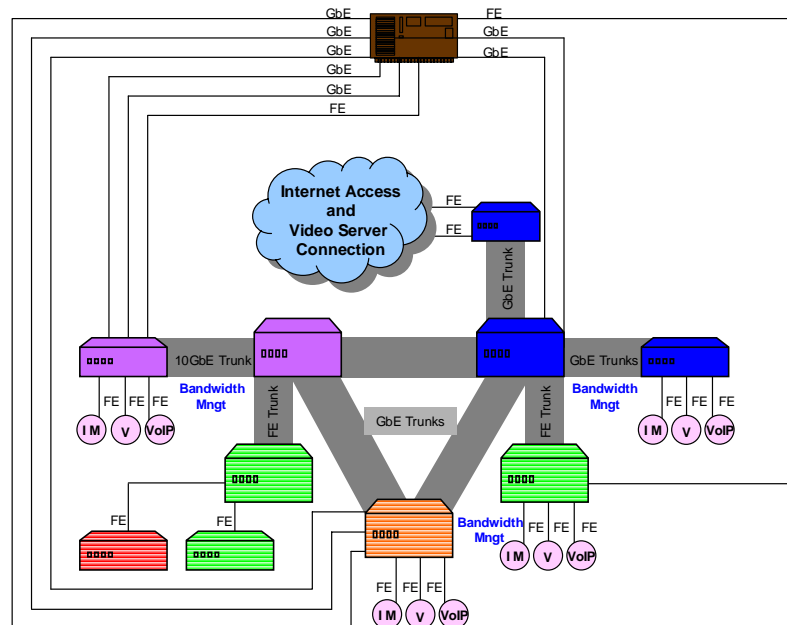 GbE
FE
GbE
GbE
GbE
GbE
GbE
GbE
FE
Internet Access
and
Video Server
Connection
FE
FE
GbE Trunk
10GbE Trunk
GbE Trunks
Bandwidth
Mngt
Bandwidth
Mngt
FE Trunk
FE Trunk
GbE Trunks
FE
FE
FE
I M
V
VoIP
FE
FE
FE
I M
V
VoIP
FE
FE
Bandwidth
Mngt
FE
FE
FE
I M
V
VoIP
FE
FE
FE
I M
V
VoIP